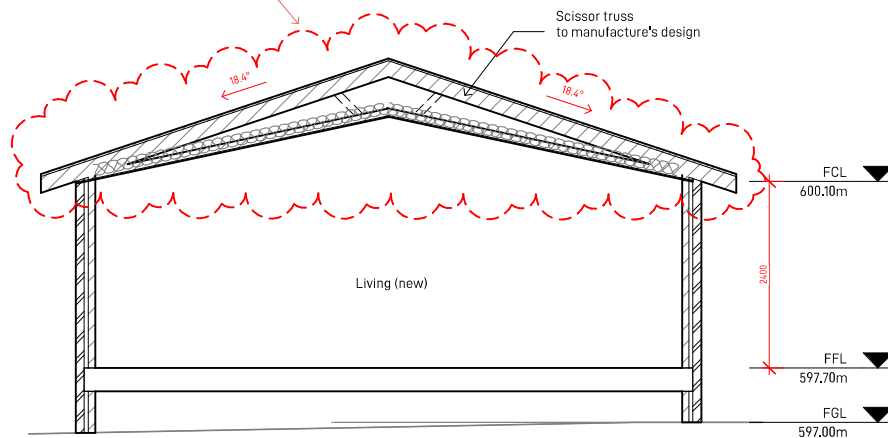 Scissor truss
to manufacture's design
18.4°
18.4°
FCL
600.10m
Living (new)
2400
FFL
597.70m
FGL
597.00m